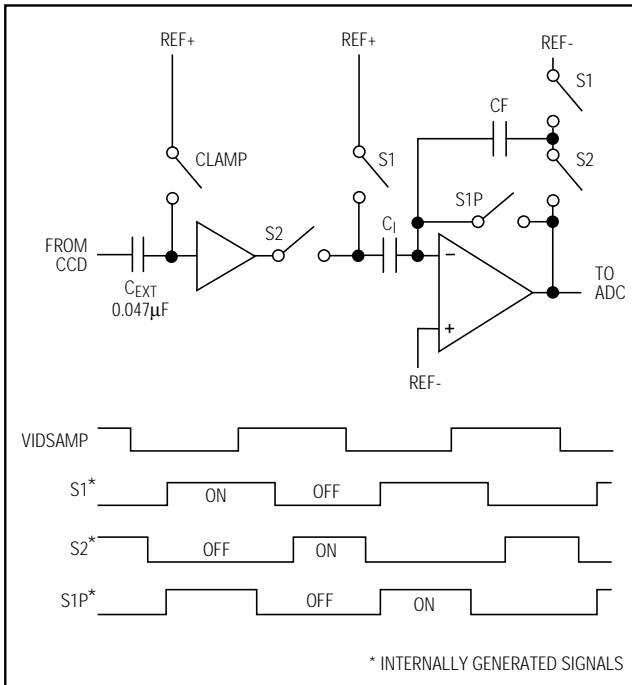 REF+ REF+ REF-
S1
CF
CLAMP S1 S2
S1P
S2 CI
FROM
CCD
CEXT
0.047μF
−
+
TO
ADC
REF-
VIDSAMP
S1* ON OFF
S2* OFF ON
S1P* OFF ON
* INTERNALLY GENERATED SIGNALS